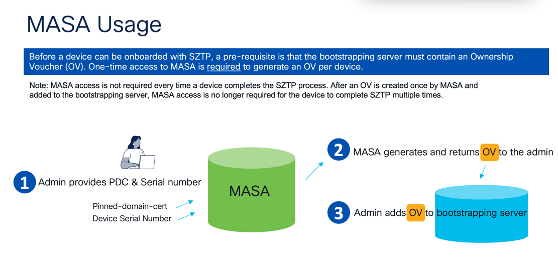 MASA Usage
Before a device can be onboarded with SZTP, a pre-requisite is that the bootstrapping server must contain an Ownership
Voucher (OV). One-time access to MASA is required to generate an OV per device.
Note: MASA access is not required every time a device completes the SZTP process. After an OV is created once by MASA and
added to the bootstrapping server, MASA access is no longer required for the device to complete SZTP multiple times.
1 Admin provides PDC & Serial number
Pinned-domain-cert
Device Serial Number
MASA
2 MASA generates and returns OV to the admin
3 Admin adds OV to bootstrapping server